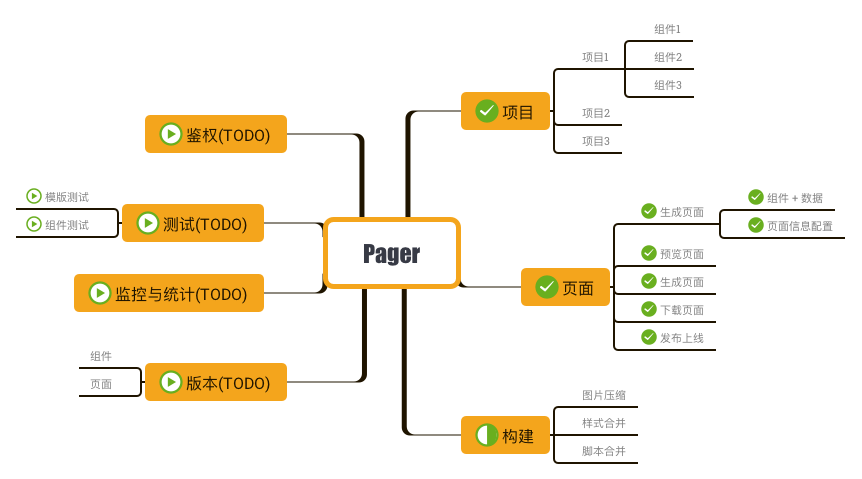 Pager
项目
项目1
组件1
组件2
组件3
项目2
项目3
页面
生成页面
组件 + 数据
页面信息配置
预览页面
生成页面
下载页面
发布上线
构建
图片压缩
样式合并
脚本合并
鉴权(TODO)
测试(TODO)
模版测试
组件测试
监控与统计(TODO)
版本(TODO)
组件
页面